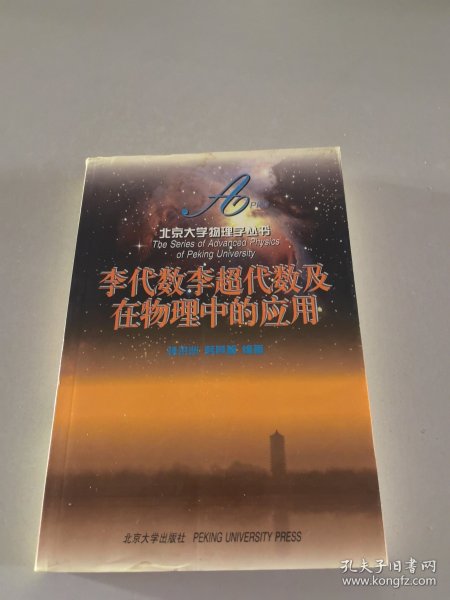 A
北京大学物理学丛书
The Series of Advanced Physics
of Peking University
李代数李超代数及
在物理中的应用
编著
北京大学出版社 PEKING UNIVERSITY PRESS
孔夫子旧书网
www.kongfz.com